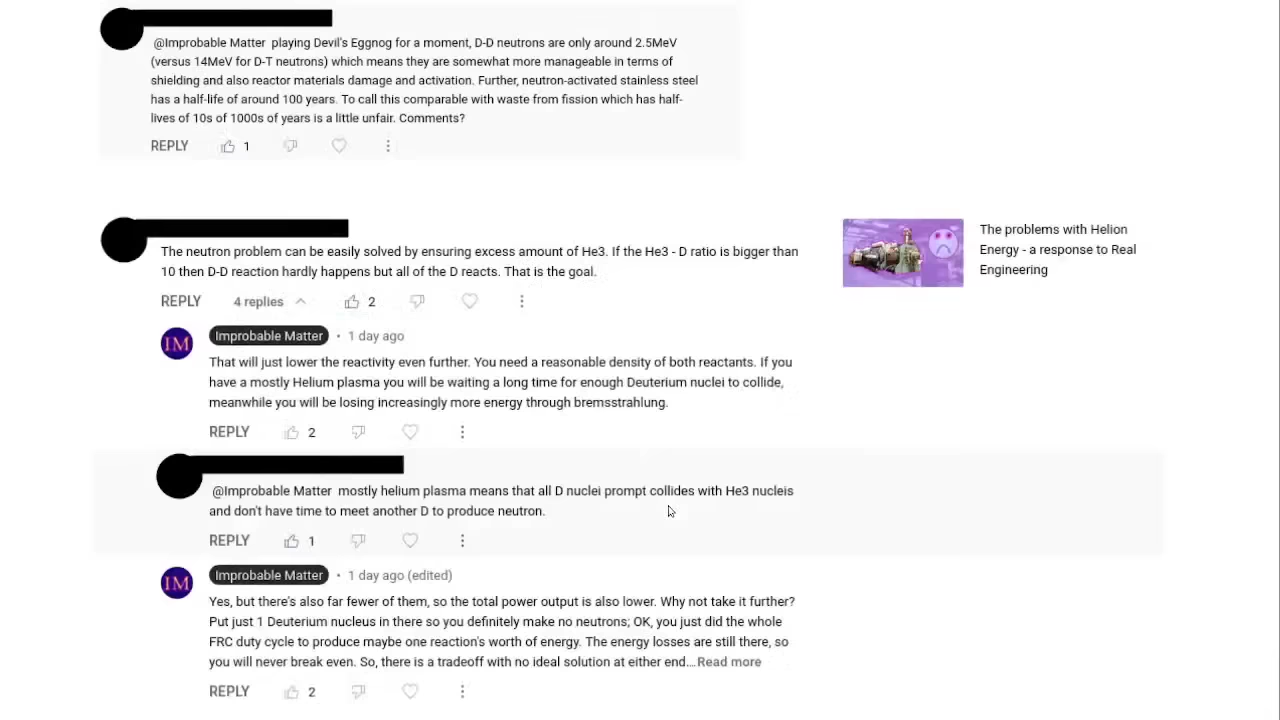 @Improbable Matter playing Devil's Eggnog for a moment, D-D neutrons are only around 2.5MeV
(versus 14MeV for D-T neutrons) which means they are somewhat more manageable in terms of
shielding and also reactor materials damage and activation. Further, neutron-activated stainless steel
has a half-life of around 100 years. To call this comparable with waste from fission which has half-
lives of 10s of 1000s of years is a little unfair. Comments?
REPLY 1
The neutron problem can be easily solved by ensuring excess amount of He3. If the He3 - D ratio is bigger than
10 then D-D reaction hardly happens but all of the D reacts. That is the goal.
REPLY 4 replies 2
The problems with Helion
Energy - a response to Real
Engineering
IM Improbable Matter • 1 day ago
That will just lower the reactivity even further. You need a reasonable density of both reactants. If you
have a mostly Helium plasma you will be waiting a long time for enough Deuterium nuclei to collide,
meanwhile you will be losing increasingly more energy through bremsstrahlung.
REPLY 2
@Improbable Matter mostly helium plasma means that all D nuclei prompt collides with He3 nucleis
and don't have time to meet another D to produce neutron.
REPLY 1
IM Improbable Matter • 1 day ago (edited)
Yes, but there's also far fewer of them, so the total power output is also lower. Why not take it further?
Put just 1 Deuterium nucleus in there so you definitely make no neutrons; OK, you just did the whole
FRC duty cycle to produce maybe one reaction's worth of energy. The energy losses are still there, so
you will never break even. So, there is a tradeoff with no ideal solution at either end....Read more
REPLY 2